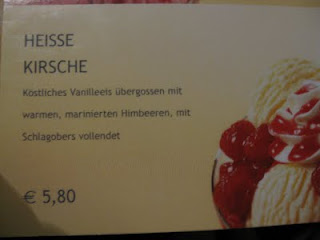 HEISSE
KIRSCHE
Köstliches Vanilleeis übergossen mit
warmen, marinierten Himbeeren, mit
Schlagobers vollendet
€ 5,80